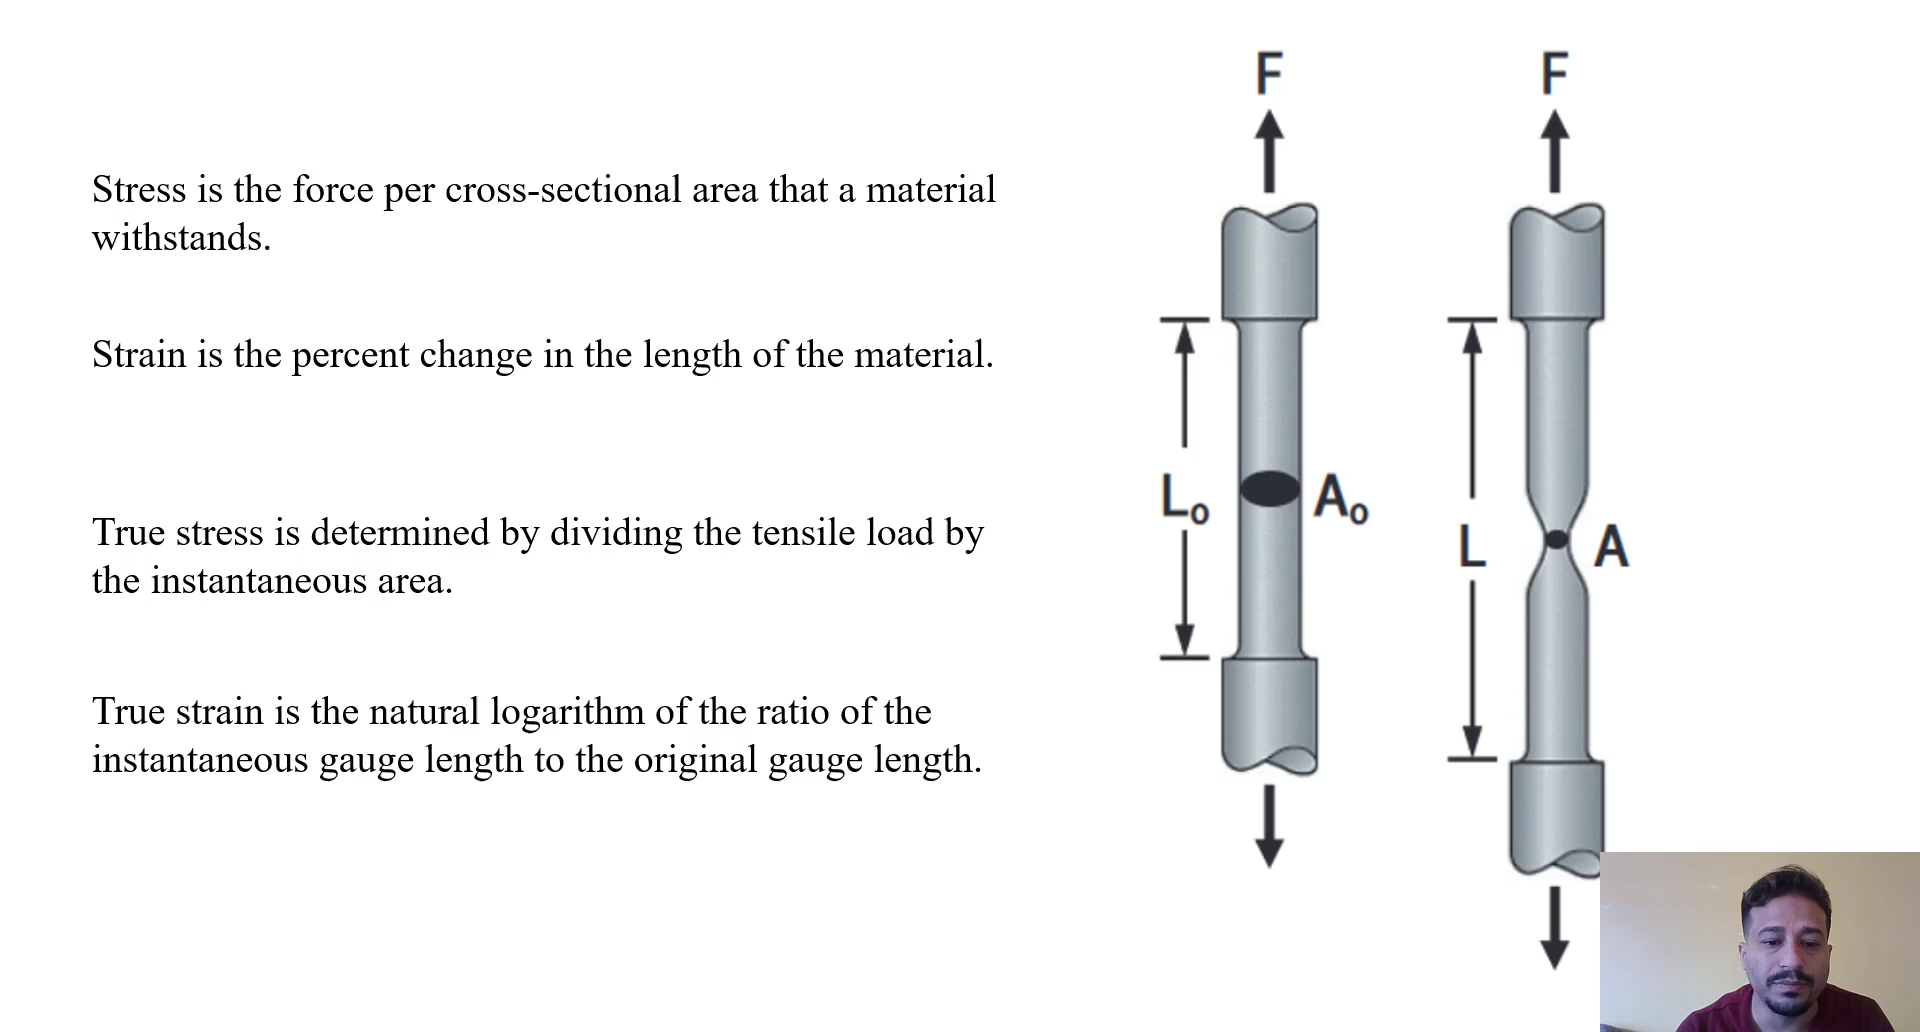 Stress is the force per cross-sectional area that a material
withstands.
Strain is the percent change in the length of the material.
True stress is determined by dividing the tensile load by
the instantaneous area.
True strain is the natural logarithm of the ratio of the
instantaneous gauge length to the original gauge length.
F
F
L₀
A₀
L
A